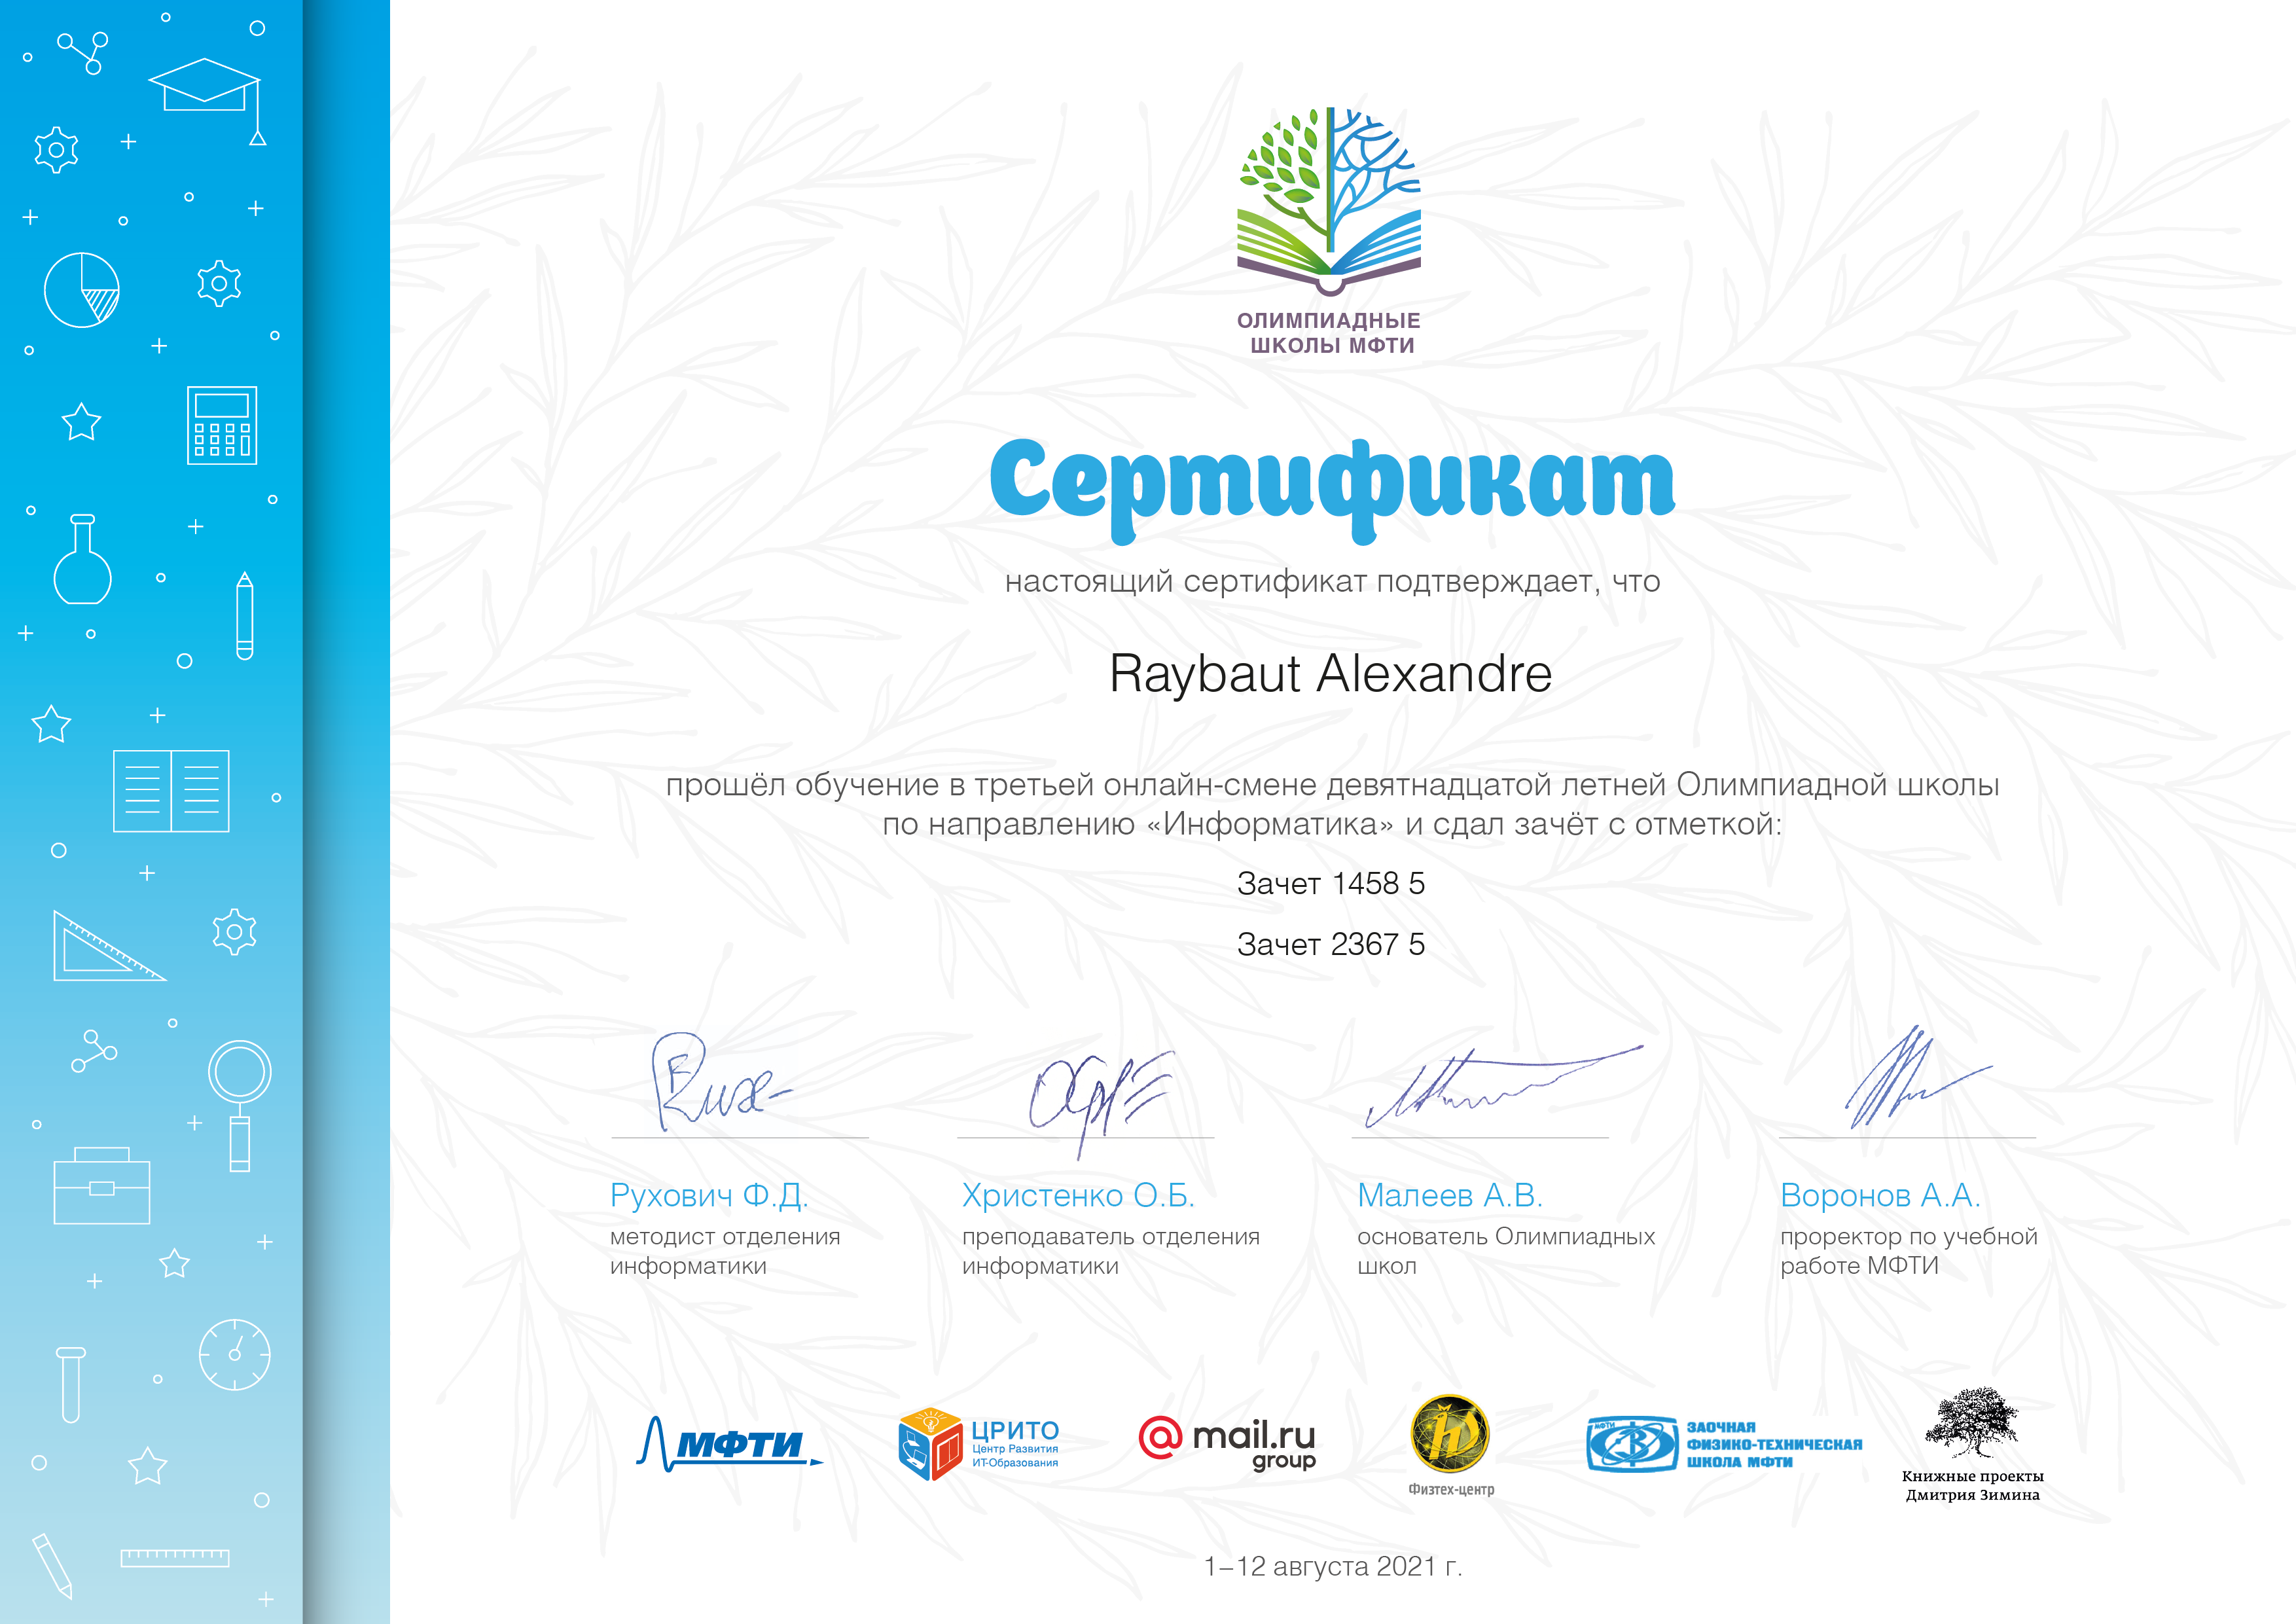 ОЛИМПИАДНЫЕ
ШКОЛЫ МФТИ
Сертификат
настоящий сертификат подтверждает, что
Raybaut Alexandre
прошёл обучение в третьей онлайн-смене девятнадцатой летней Олимпиадной школы
по направлению «Информатика» и сдал зачёт с отметкой:
Зачет 1458 5
Зачет 2367 5
Рухович Ф.Д.
методист отделения
информатики
Христенко О.Б.
преподаватель отделения
информатики
Малеев А.В.
основатель Олимпиадных
школ
Воронов А.А.
проректор по учебной
работе МФТИ
МФТИ
ЦРИТО
Центр Развития
ИТ-Образования
@mail.ru
group
Физтех-центр
МФТИ
ЗАОЧНАЯ
ФИЗИКО-ТЕХНИЧЕСКАЯ
ШКОЛА МФТИ
Книжные проекты
Дмитрия Зимина
1–12 августа 2021 г.